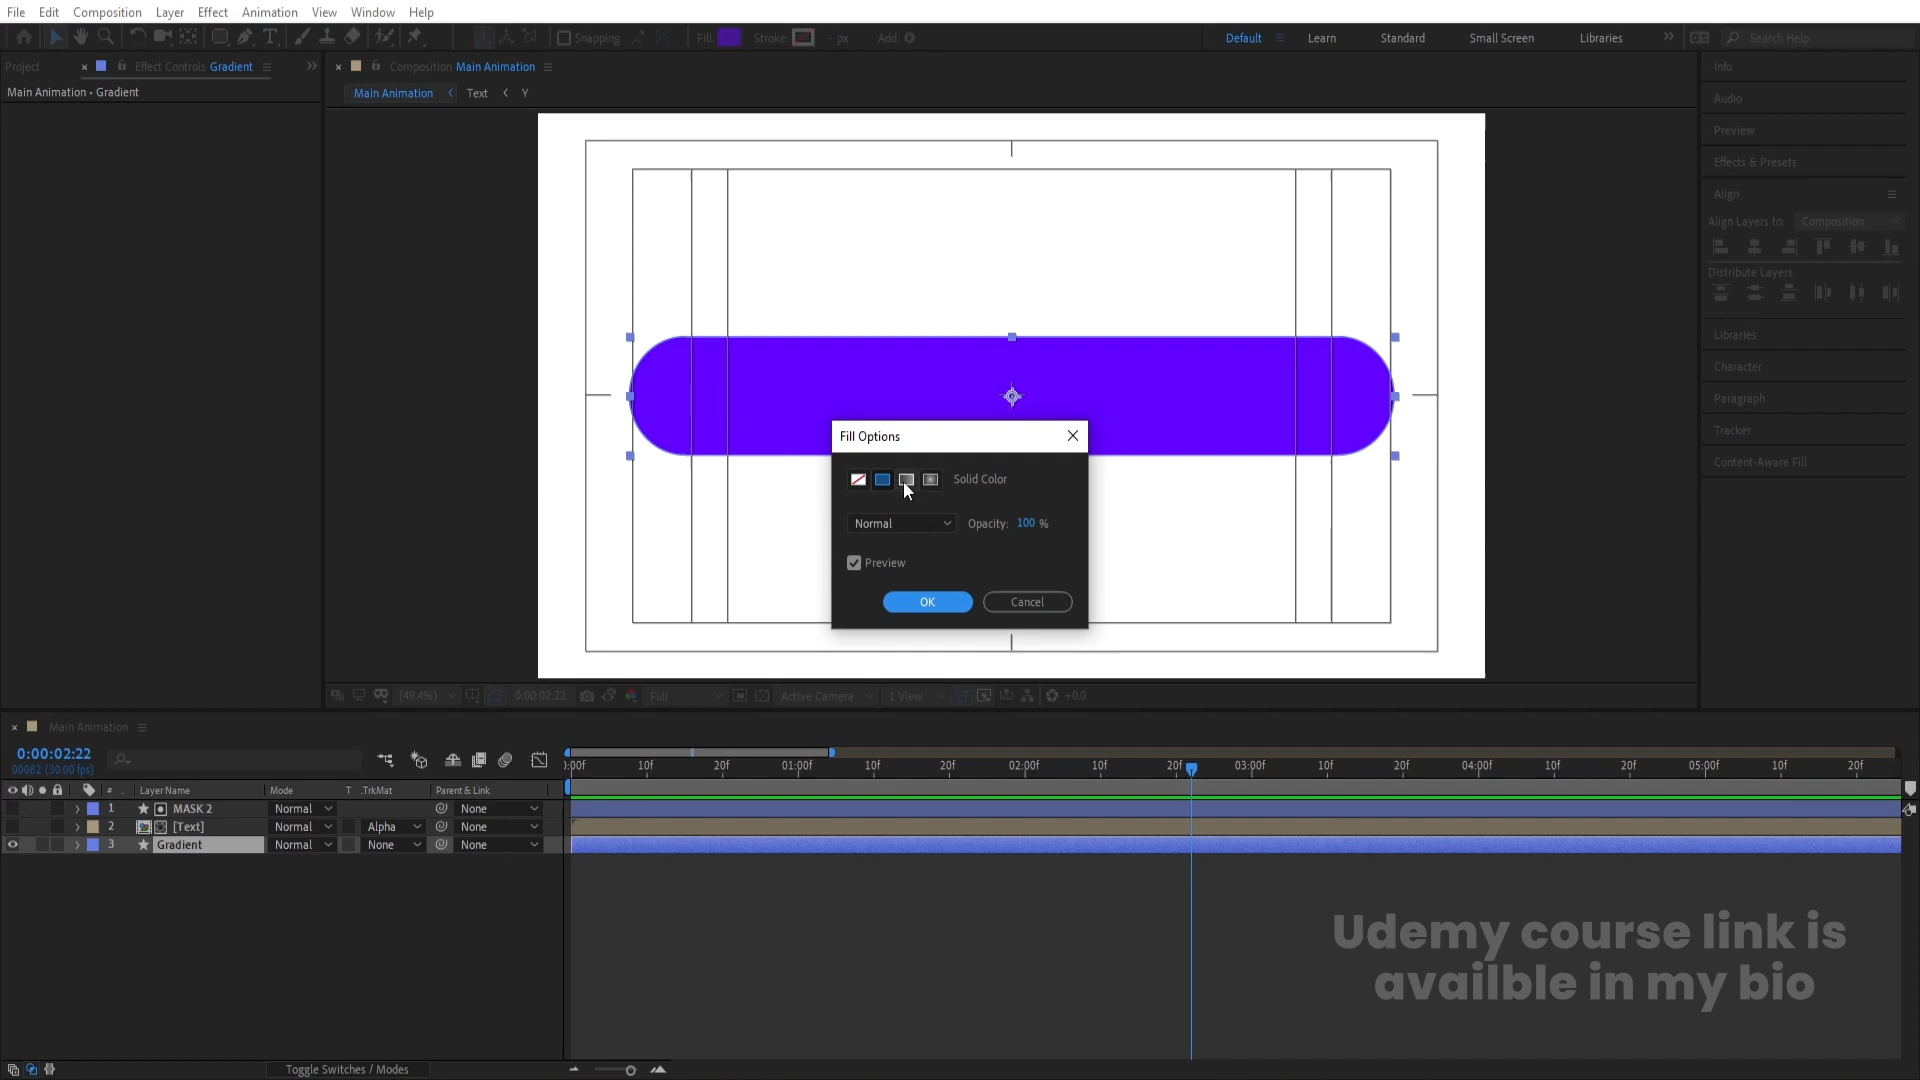 File Edit Composition Layer Effect Animation View Window Help
Snapping Fill: Stroke: - px Add: Default Learn Standard Small Screen Libraries Search Help
Project Effect Controls Gradient Composition Main Animation Info
Main Animation • Gradient Main Animation Text Y
Audio
Preview
Effects & Presets
Align
Align Layers to: Composition
Distribute Layers:
Libraries
Character
Paragraph
Tracker
Content-Aware Fill
Fill Options
Solid Color
Normal Opacity: 100 %
Preview
OK Cancel
(49.4%) 0:00:02:22 Full Active Camera 1 View +0.0
Main Animation
0:00:02:22
00082 (30.00 fps)
):00f 10f 20f 01:00f 10f 20f 02:00f 10f 20f 03:00f 10f 20f 04:00f 10f 20f 05:00f 10f 20f
# Layer Name Mode T .TrkMat Parent & Link
1 MASK 2 Normal None
2 [Text] Normal Alpha None
3 Gradient Normal None None
Udemy course link is
availble in my bio
Toggle Switches / Modes